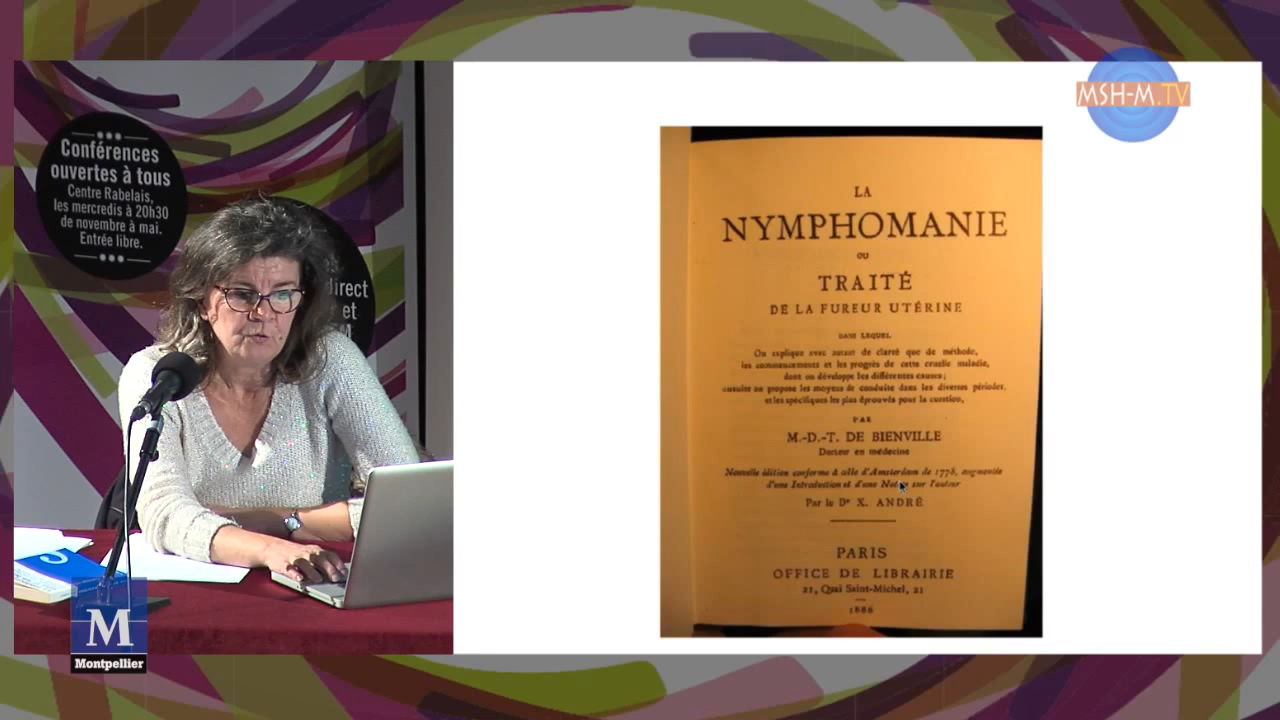 MSH-M.TV
Conférences
ouvertes à tous
Centre Rabelais,
les mercredis à 20h30
de novembre à mai.
Entrée libre.
direct
et
LA
NYMPHOMANIE
OU
TRAITÉ
DE LA FUREUR UTÉRINE
DANS LEQUEL
On explique avec autant de clarté que de méthode,
les commencements et les progrès de cette cruelle maladie,
dont on développe les différentes causes;
ensuite on propose les moyens de conduite dans les diverses périodes,
et les spécifiques les plus éprouvés pour la curation,
PAR
M.-D.-T. DE BIENVILLE
Docteur en médecine
Nouvelle édition conforme à celle d'Amsterdam de 1778, augmentée
d'une Introduction et d'une Notice sur l'auteur
Par le Dr X. ANDRÉ
PARIS
OFFICE DE LIBRAIRIE
21, Quai Saint-Michel, 21
1886
M
Montpellier